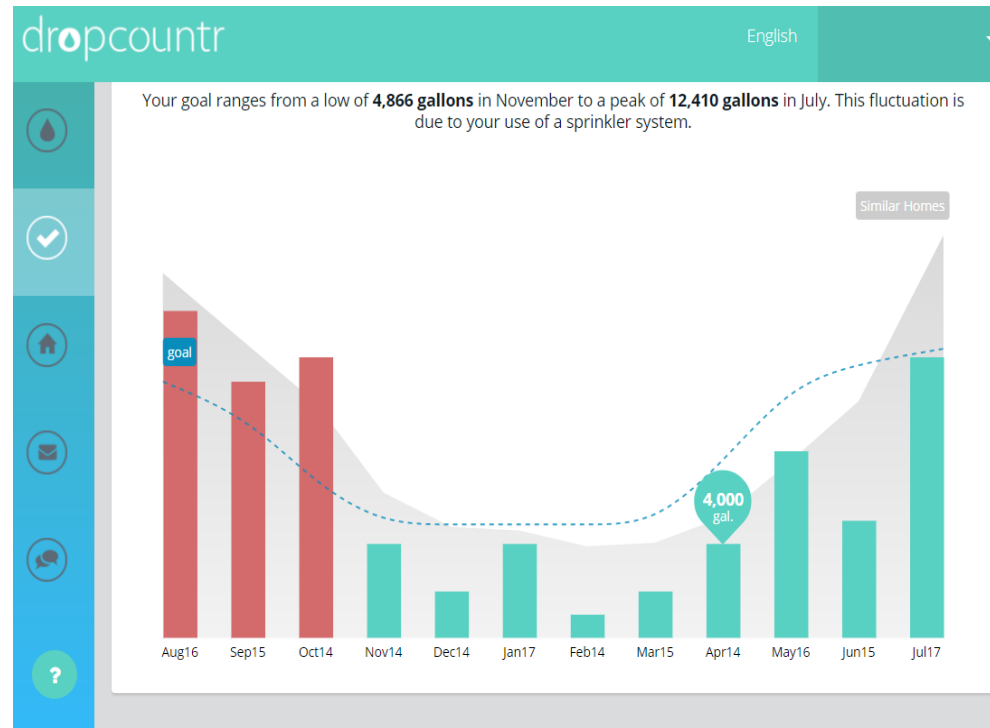 dropcountr
English
Your goal ranges from a low of 4,866 gallons in November to a peak of 12,410 gallons in July. This fluctuation is
due to your use of a sprinkler system.
Similar Homes
goal
4,000
gal.
Aug16 Sep15 Oct14 Nov14 Dec14 Jan17 Feb14 Mar15 Apr14 May16 Jun15 Jul17
?